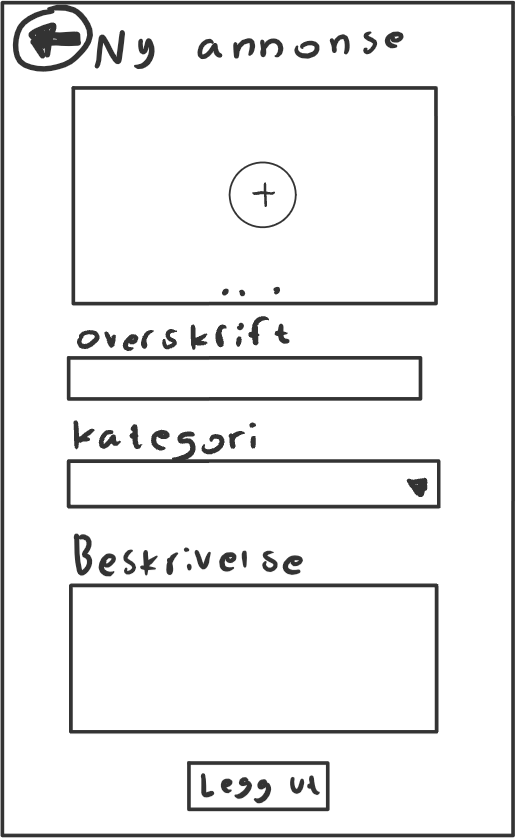 Ny annonse
overskrift
kategori
Beskrivelse
Legg ut